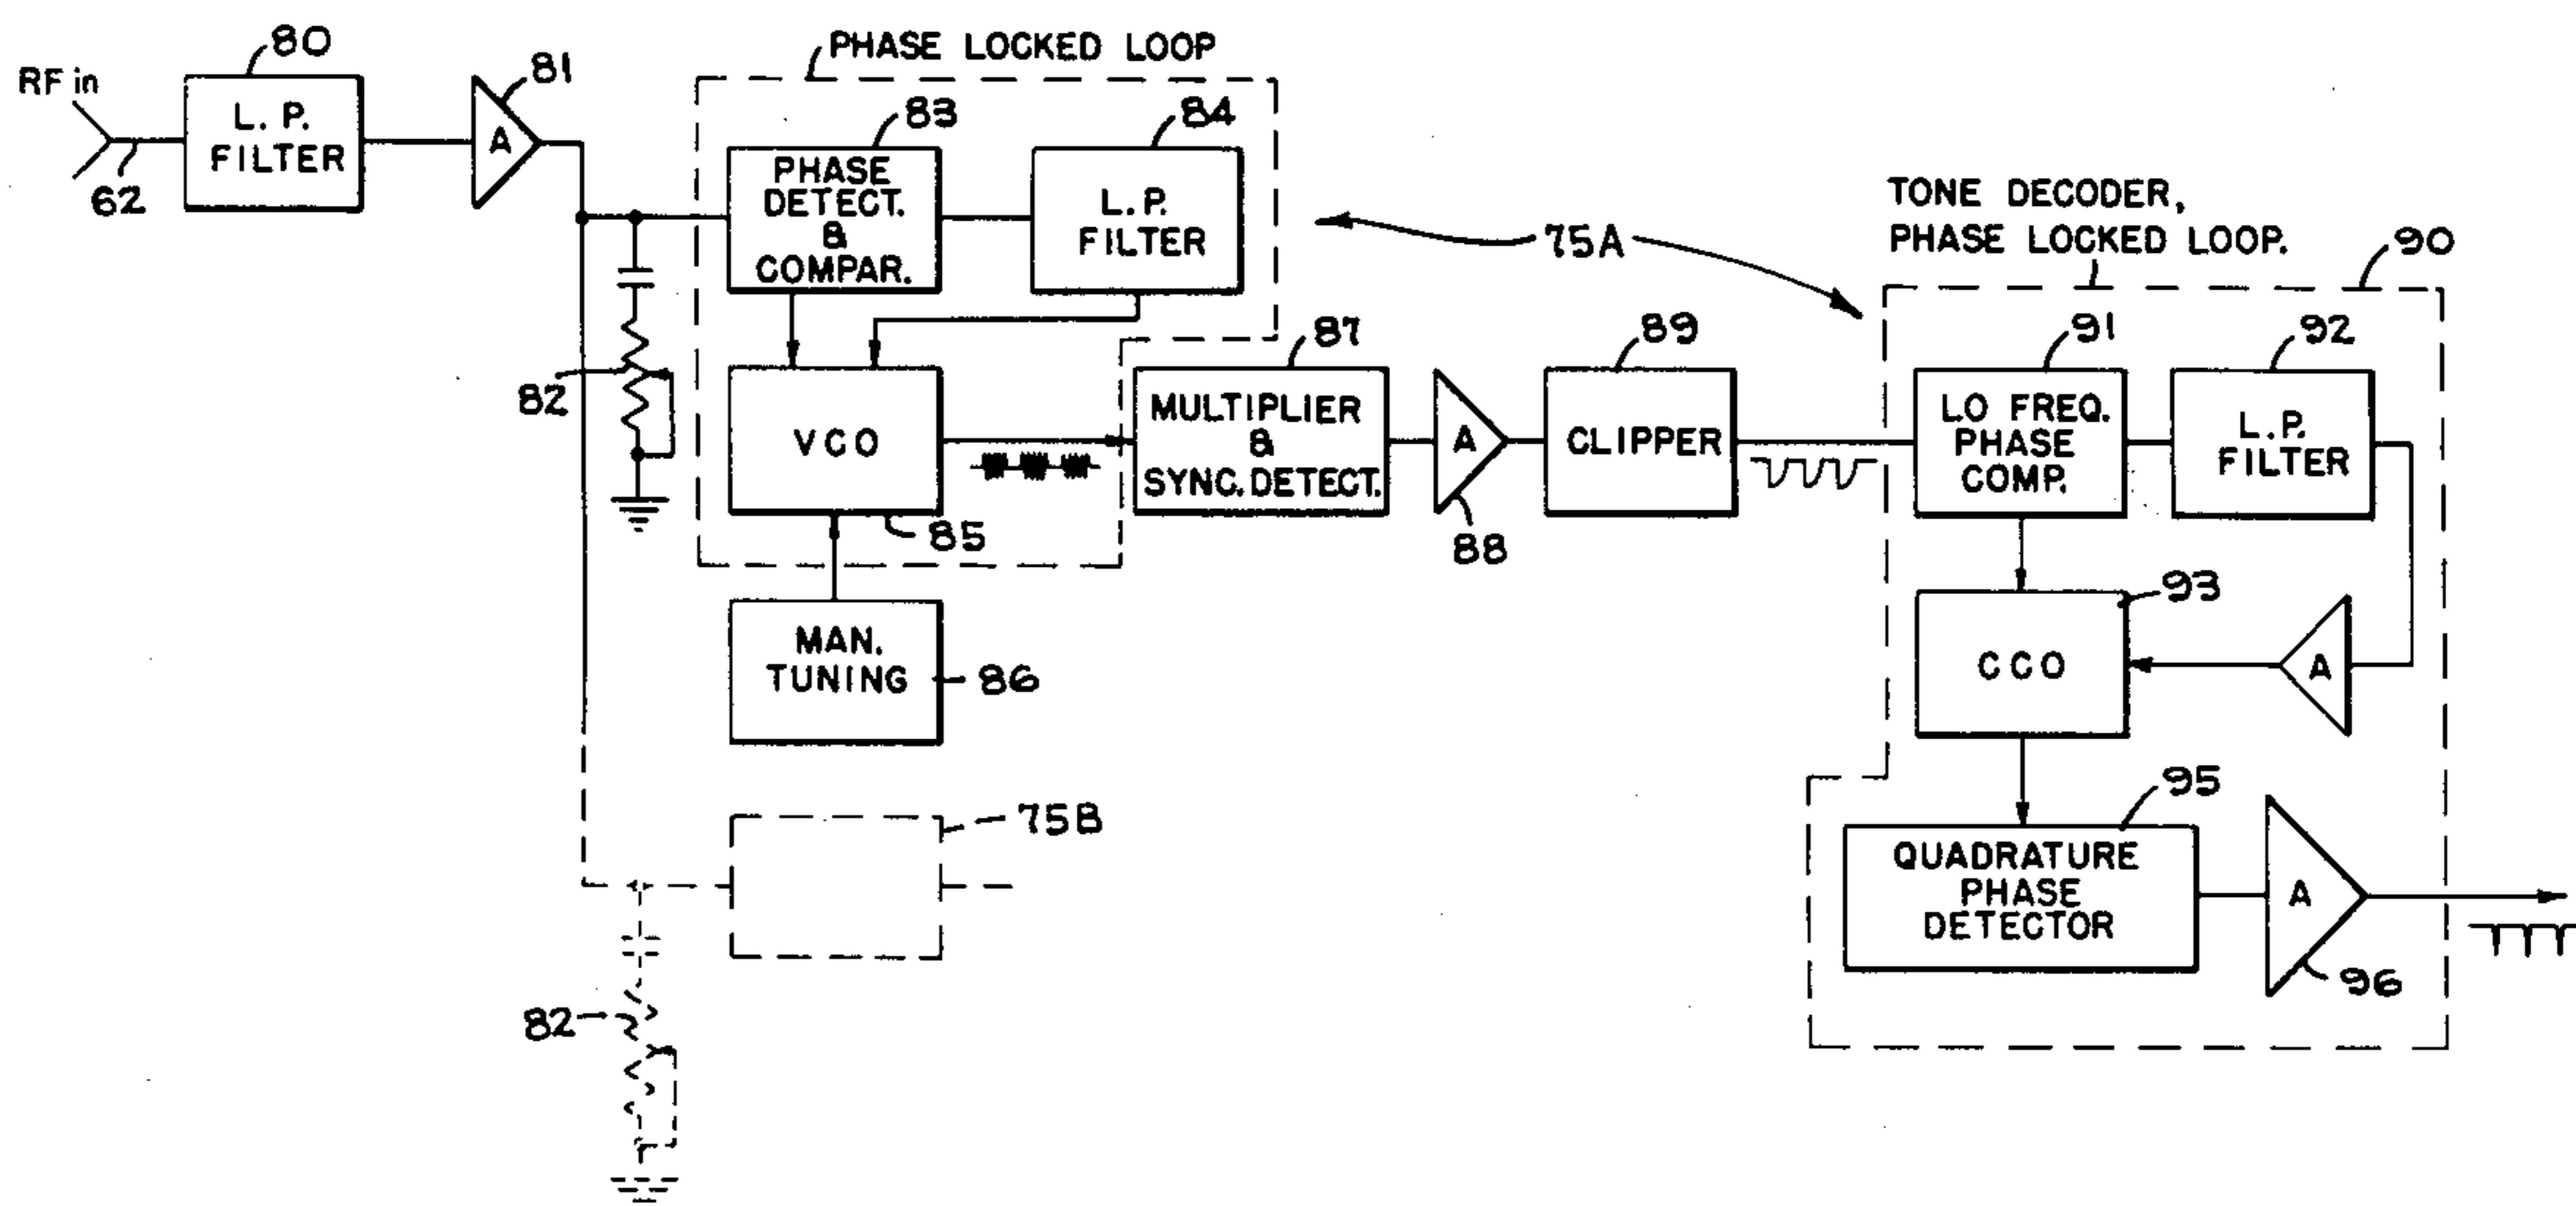 RF in
62
80
L. P.
FILTER
81
A
82
PHASE LOCKED LOOP
83
PHASE
DETECT.
&
COMPAR.
84
L.P.
FILTER
VCO
85
MAN.
TUNING
86
87
MULTIPLIER
&
SYNC. DETECT.
A
88
89
CLIPPER
75A
TONE DECODER,
PHASE LOCKED LOOP.
90
91
LO FREQ.
PHASE
COMP.
92
L.P.
FILTER
93
CCO
A
95
QUADRATURE
PHASE
DETECTOR
A
96
75B
82